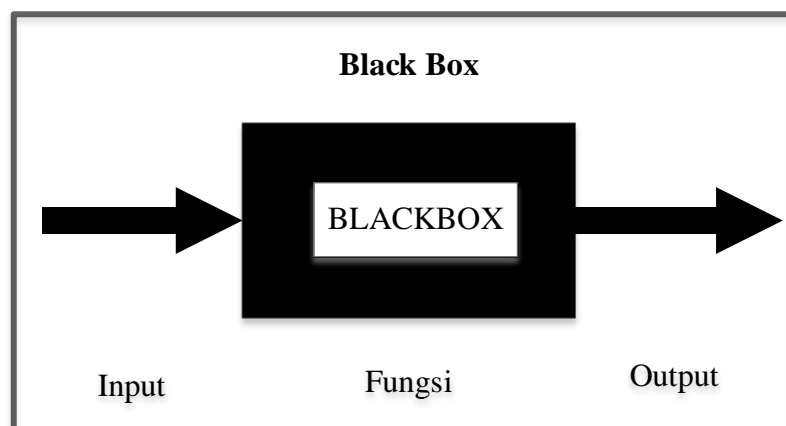 Black Box
BLACKBOX
Input
Fungsi
Output